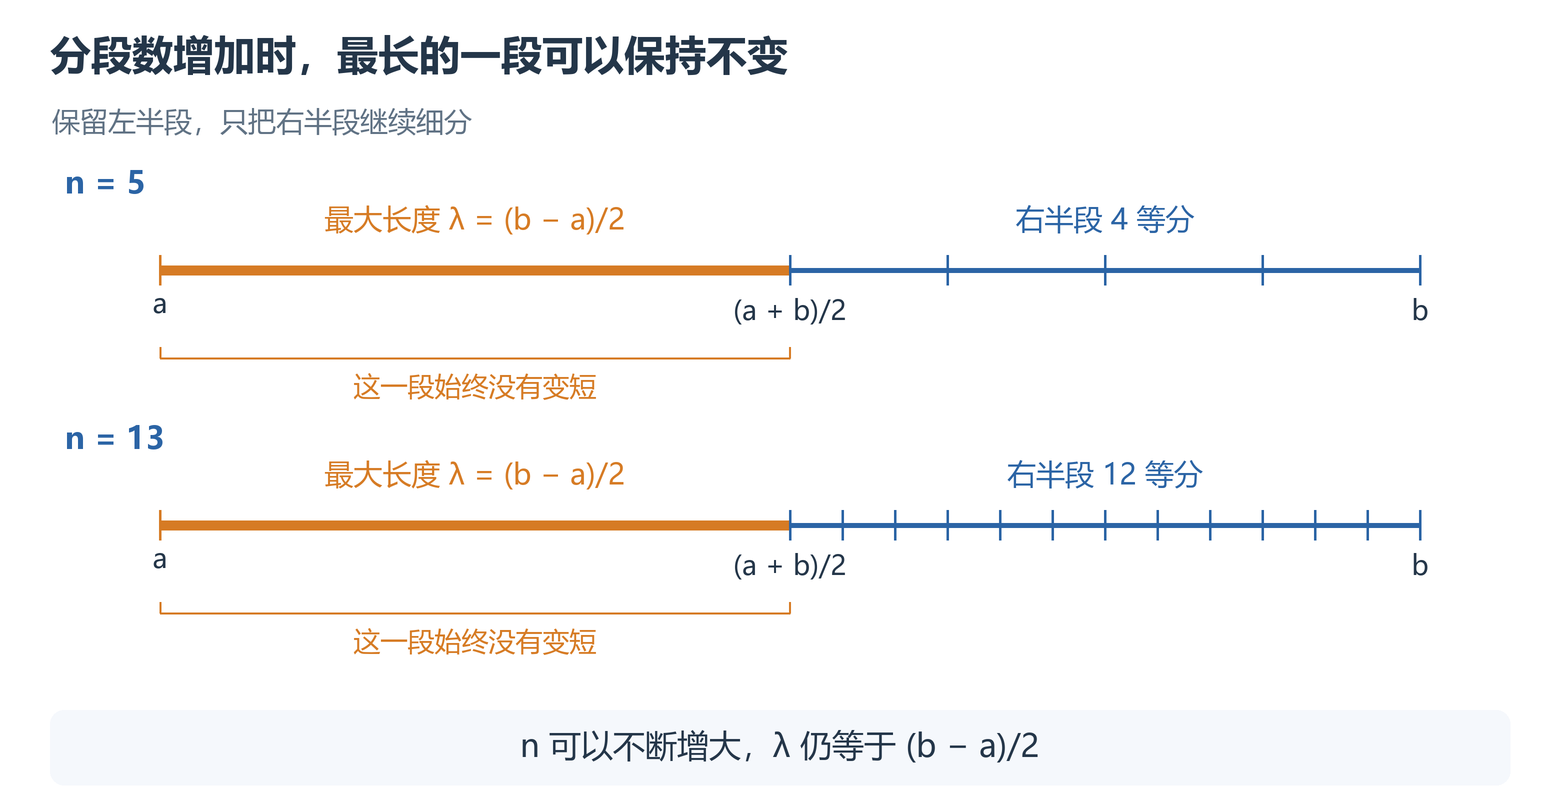 分段数增加时，最长的一段可以保持不变
保留左半段，只把右半段继续细分
n = 5
最大长度 λ = (b − a)/2
右半段 4 等分
a
(a + b)/2
b
这一段始终没有变短
n = 13
最大长度 λ = (b − a)/2
右半段 12 等分
a
(a + b)/2
b
这一段始终没有变短
n 可以不断增大，λ 仍等于 (b − a)/2